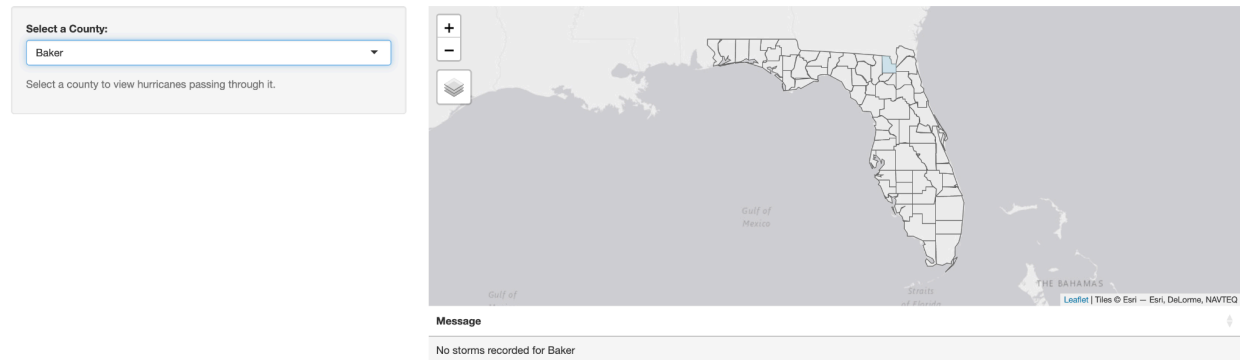 Select a County:
Baker
Select a county to view hurricanes passing through it.
+
−
Gulf of
Mexico
Gulf of
Straits
of Florida
THE BAHAMAS
Leaflet | Tiles © Esri — Esri, DeLorme, NAVTEQ
Message
No storms recorded for Baker